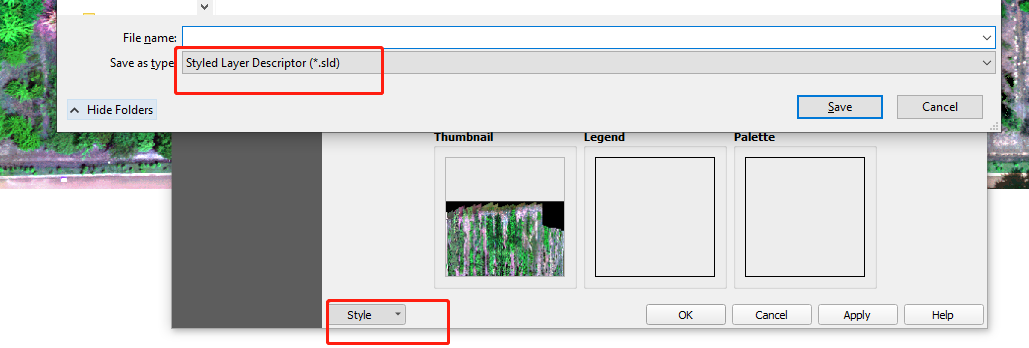 File name:
Save as type: Styled Layer Descriptor (*.sld)
Hide Folders Save Cancel
Thumbnail Legend Palette
Style OK Cancel Apply Help